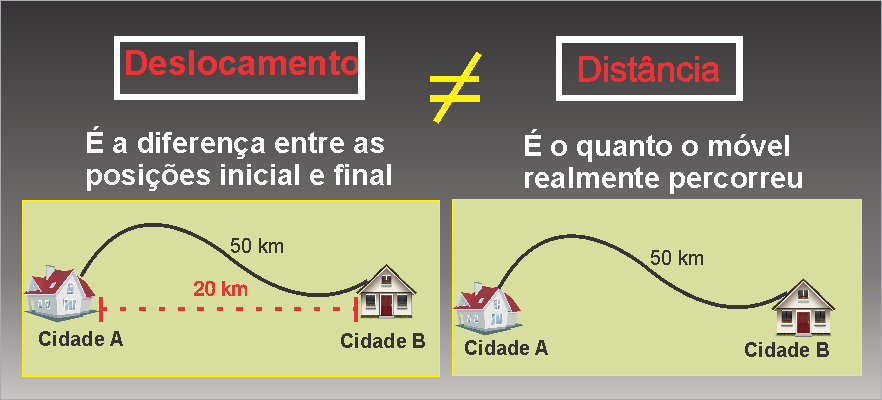 Deslocamento
≠
Distância
É a diferença entre as
posições inicial e final
É o quanto o móvel
realmente percorreu
50 km
20 km
Cidade A
Cidade B
50 km
Cidade A
Cidade B